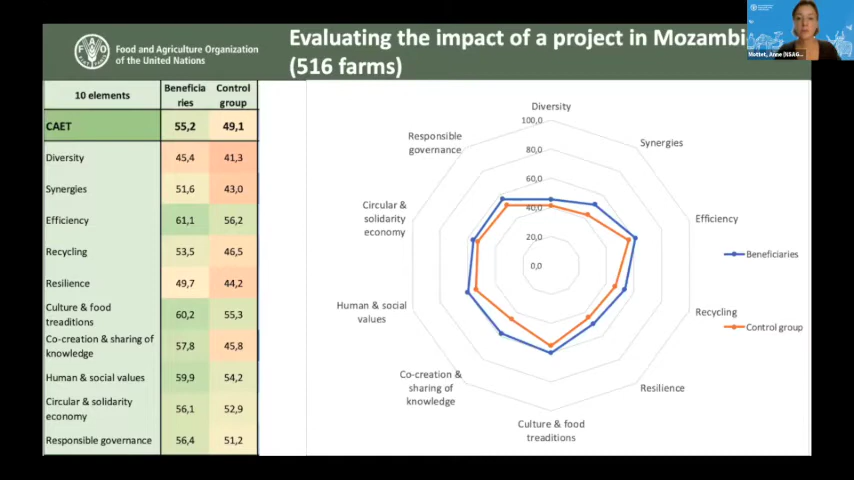 Food and Agriculture Organization
of the United Nations
Evaluating the impact of a project in Mozambi
(516 farms)
Mottet, Anne (NSAG...
10 elements
Beneficia
ries
Control
group
CAET 55,2 49,1
Diversity 45,4 41,3
Synergies 51,6 43,0
Efficiency 61,1 56,2
Recycling 53,5 46,5
Resilience 49,7 44,2
Culture & food
treaditions 60,2 55,3
Co-creation & sharing of
knowledge 57,8 45,8
Human & social values 59,9 54,2
Circular & solidarity
economy 56,1 52,9
Responsible governance 56,4 51,2
Diversity
100,0
80,0
60,0
40,0
20,0
0,0
Synergies
Efficiency
Recycling
Resilience
Culture & food
treaditions
Co-creation &
sharing of
knowledge
Human & social
values
Circular &
solidarity
economy
Responsible
governance
Beneficiaries
Control group